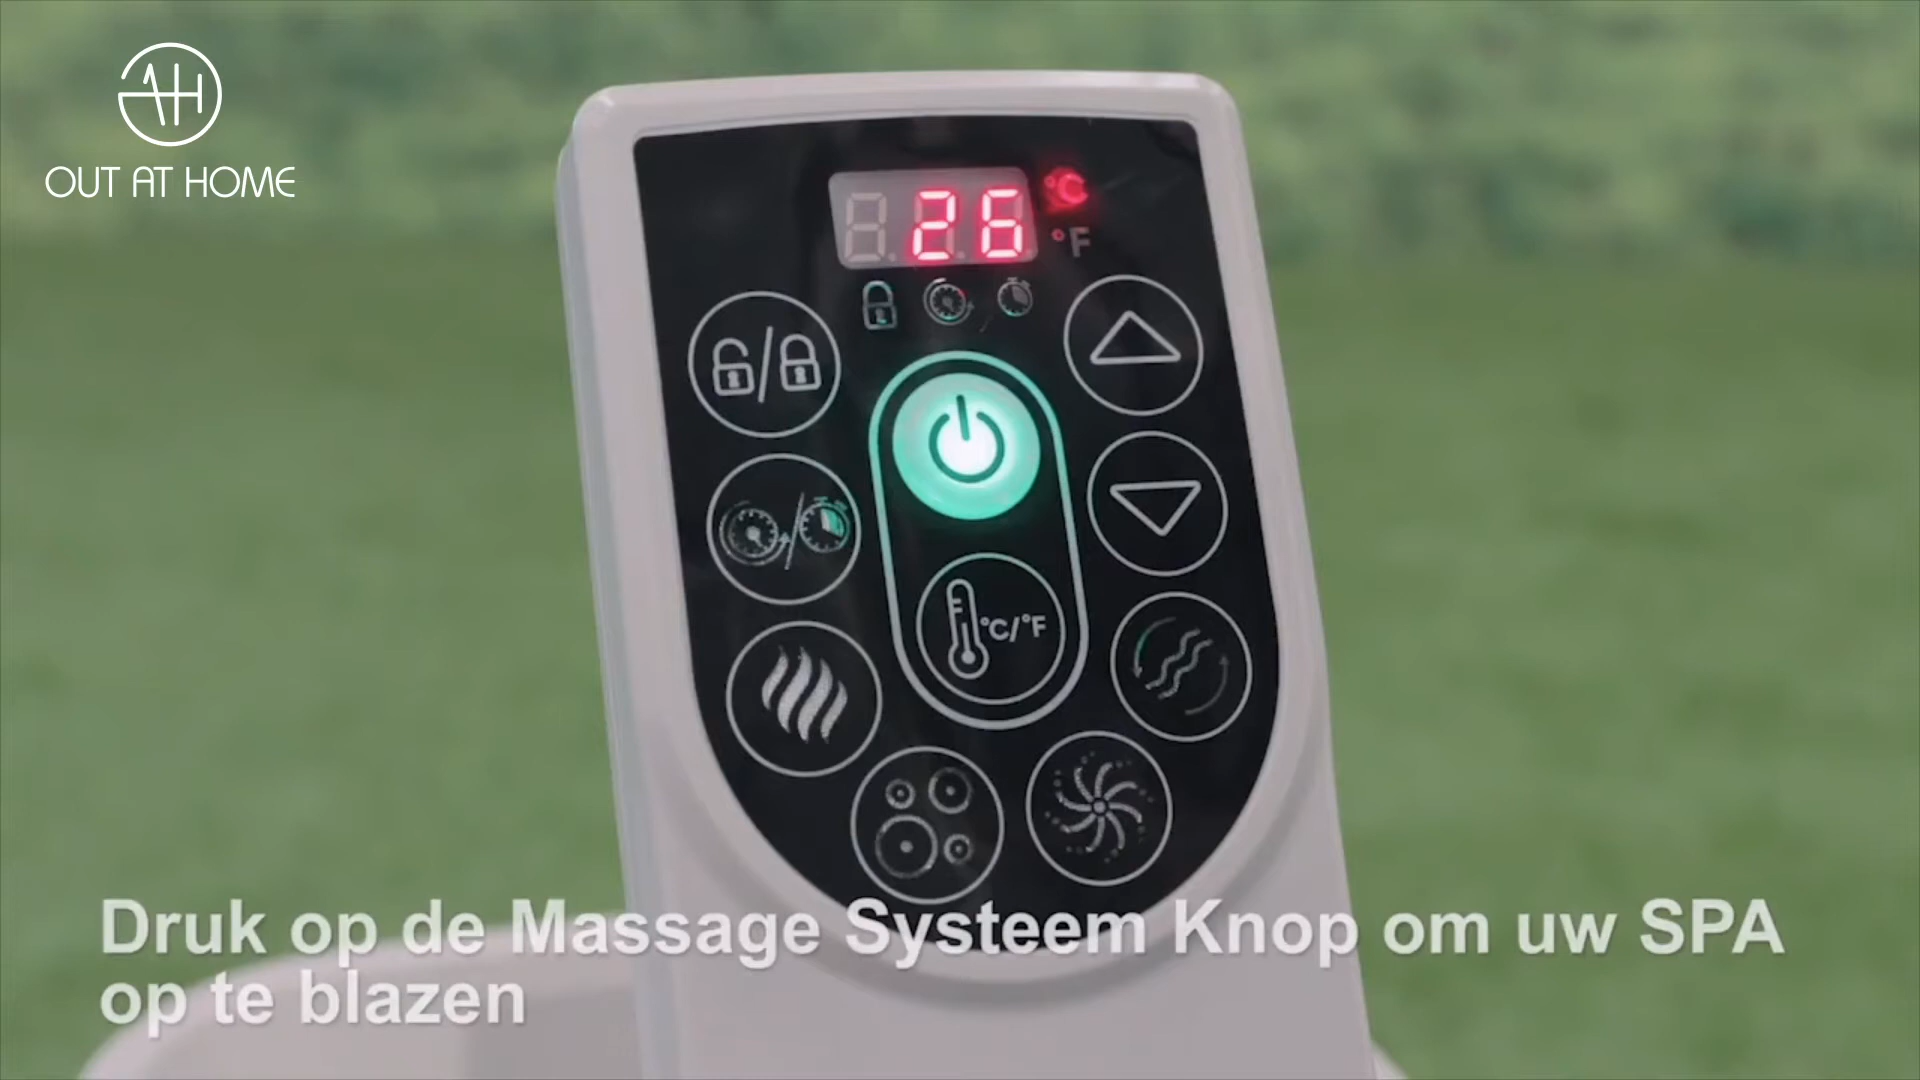 OUT AT HOME
26 °C
°F
°C/°F
Druk op de Massage Systeem Knop om uw SPA
op te blazen